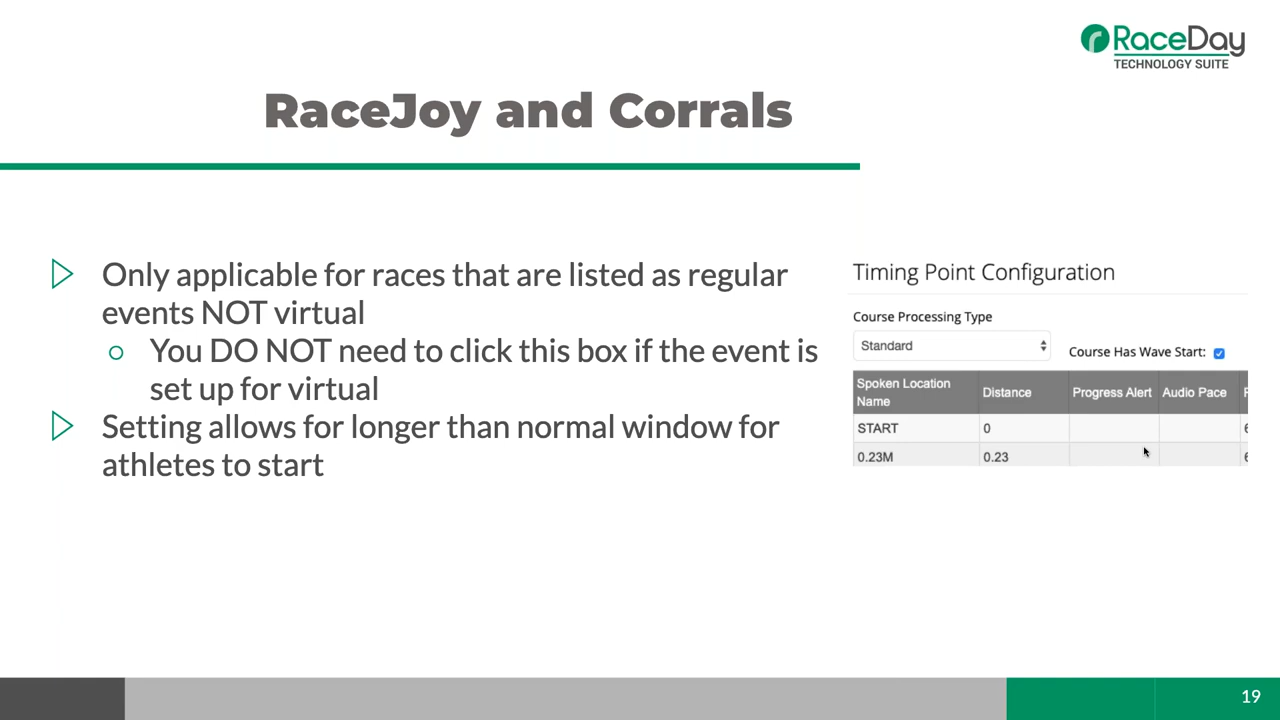 RaceDay
TECHNOLOGY SUITE
RaceJoy and Corrals
Only applicable for races that are listed as regular
events NOT virtual
You DO NOT need to click this box if the event is
set up for virtual
Setting allows for longer than normal window for
athletes to start
Timing Point Configuration
Course Processing Type
Standard
Course Has Wave Start:
Spoken Location
Name
Distance
Progress Alert
Audio Pace
START
0
0.23M
0.23
19